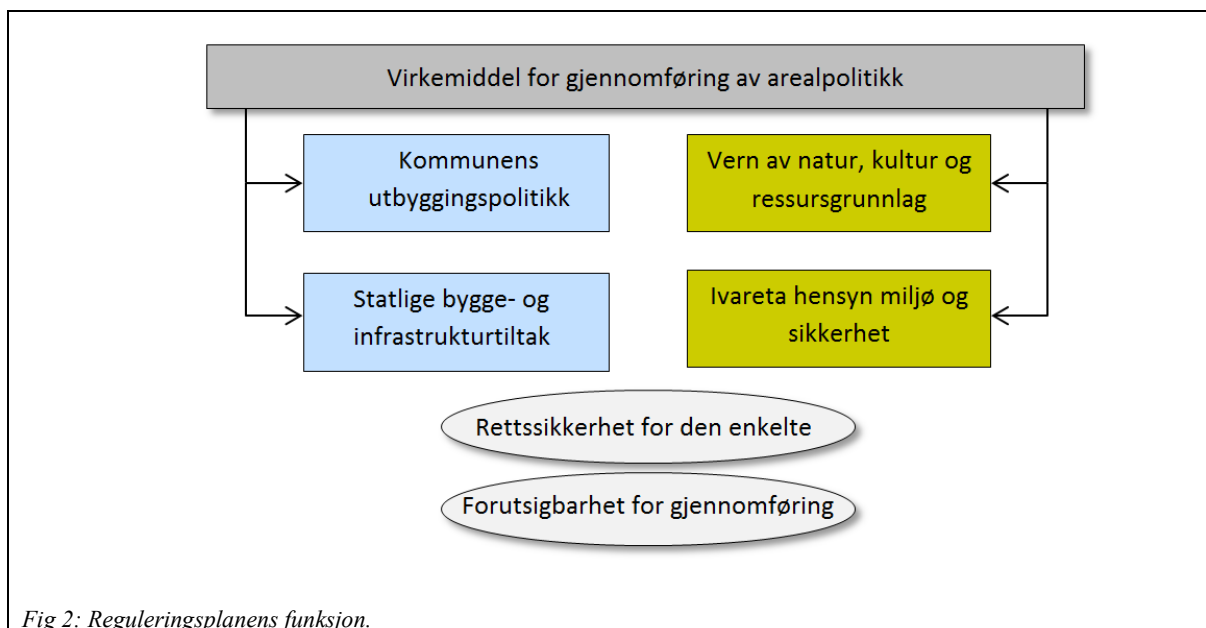 Virkemiddel for gjennomføring av arealpolitikk
Kommunens
utbyggingspolitikk
Vern av natur, kultur og
ressursgrunnlag
Statlige bygge- og
infrastrukturtiltak
Ivareta hensyn miljø og
sikkerhet
Rettssikkerhet for den enkelte
Forutsigbarhet for gjennomføring
Fig 2: Reguleringsplanens funksjon.